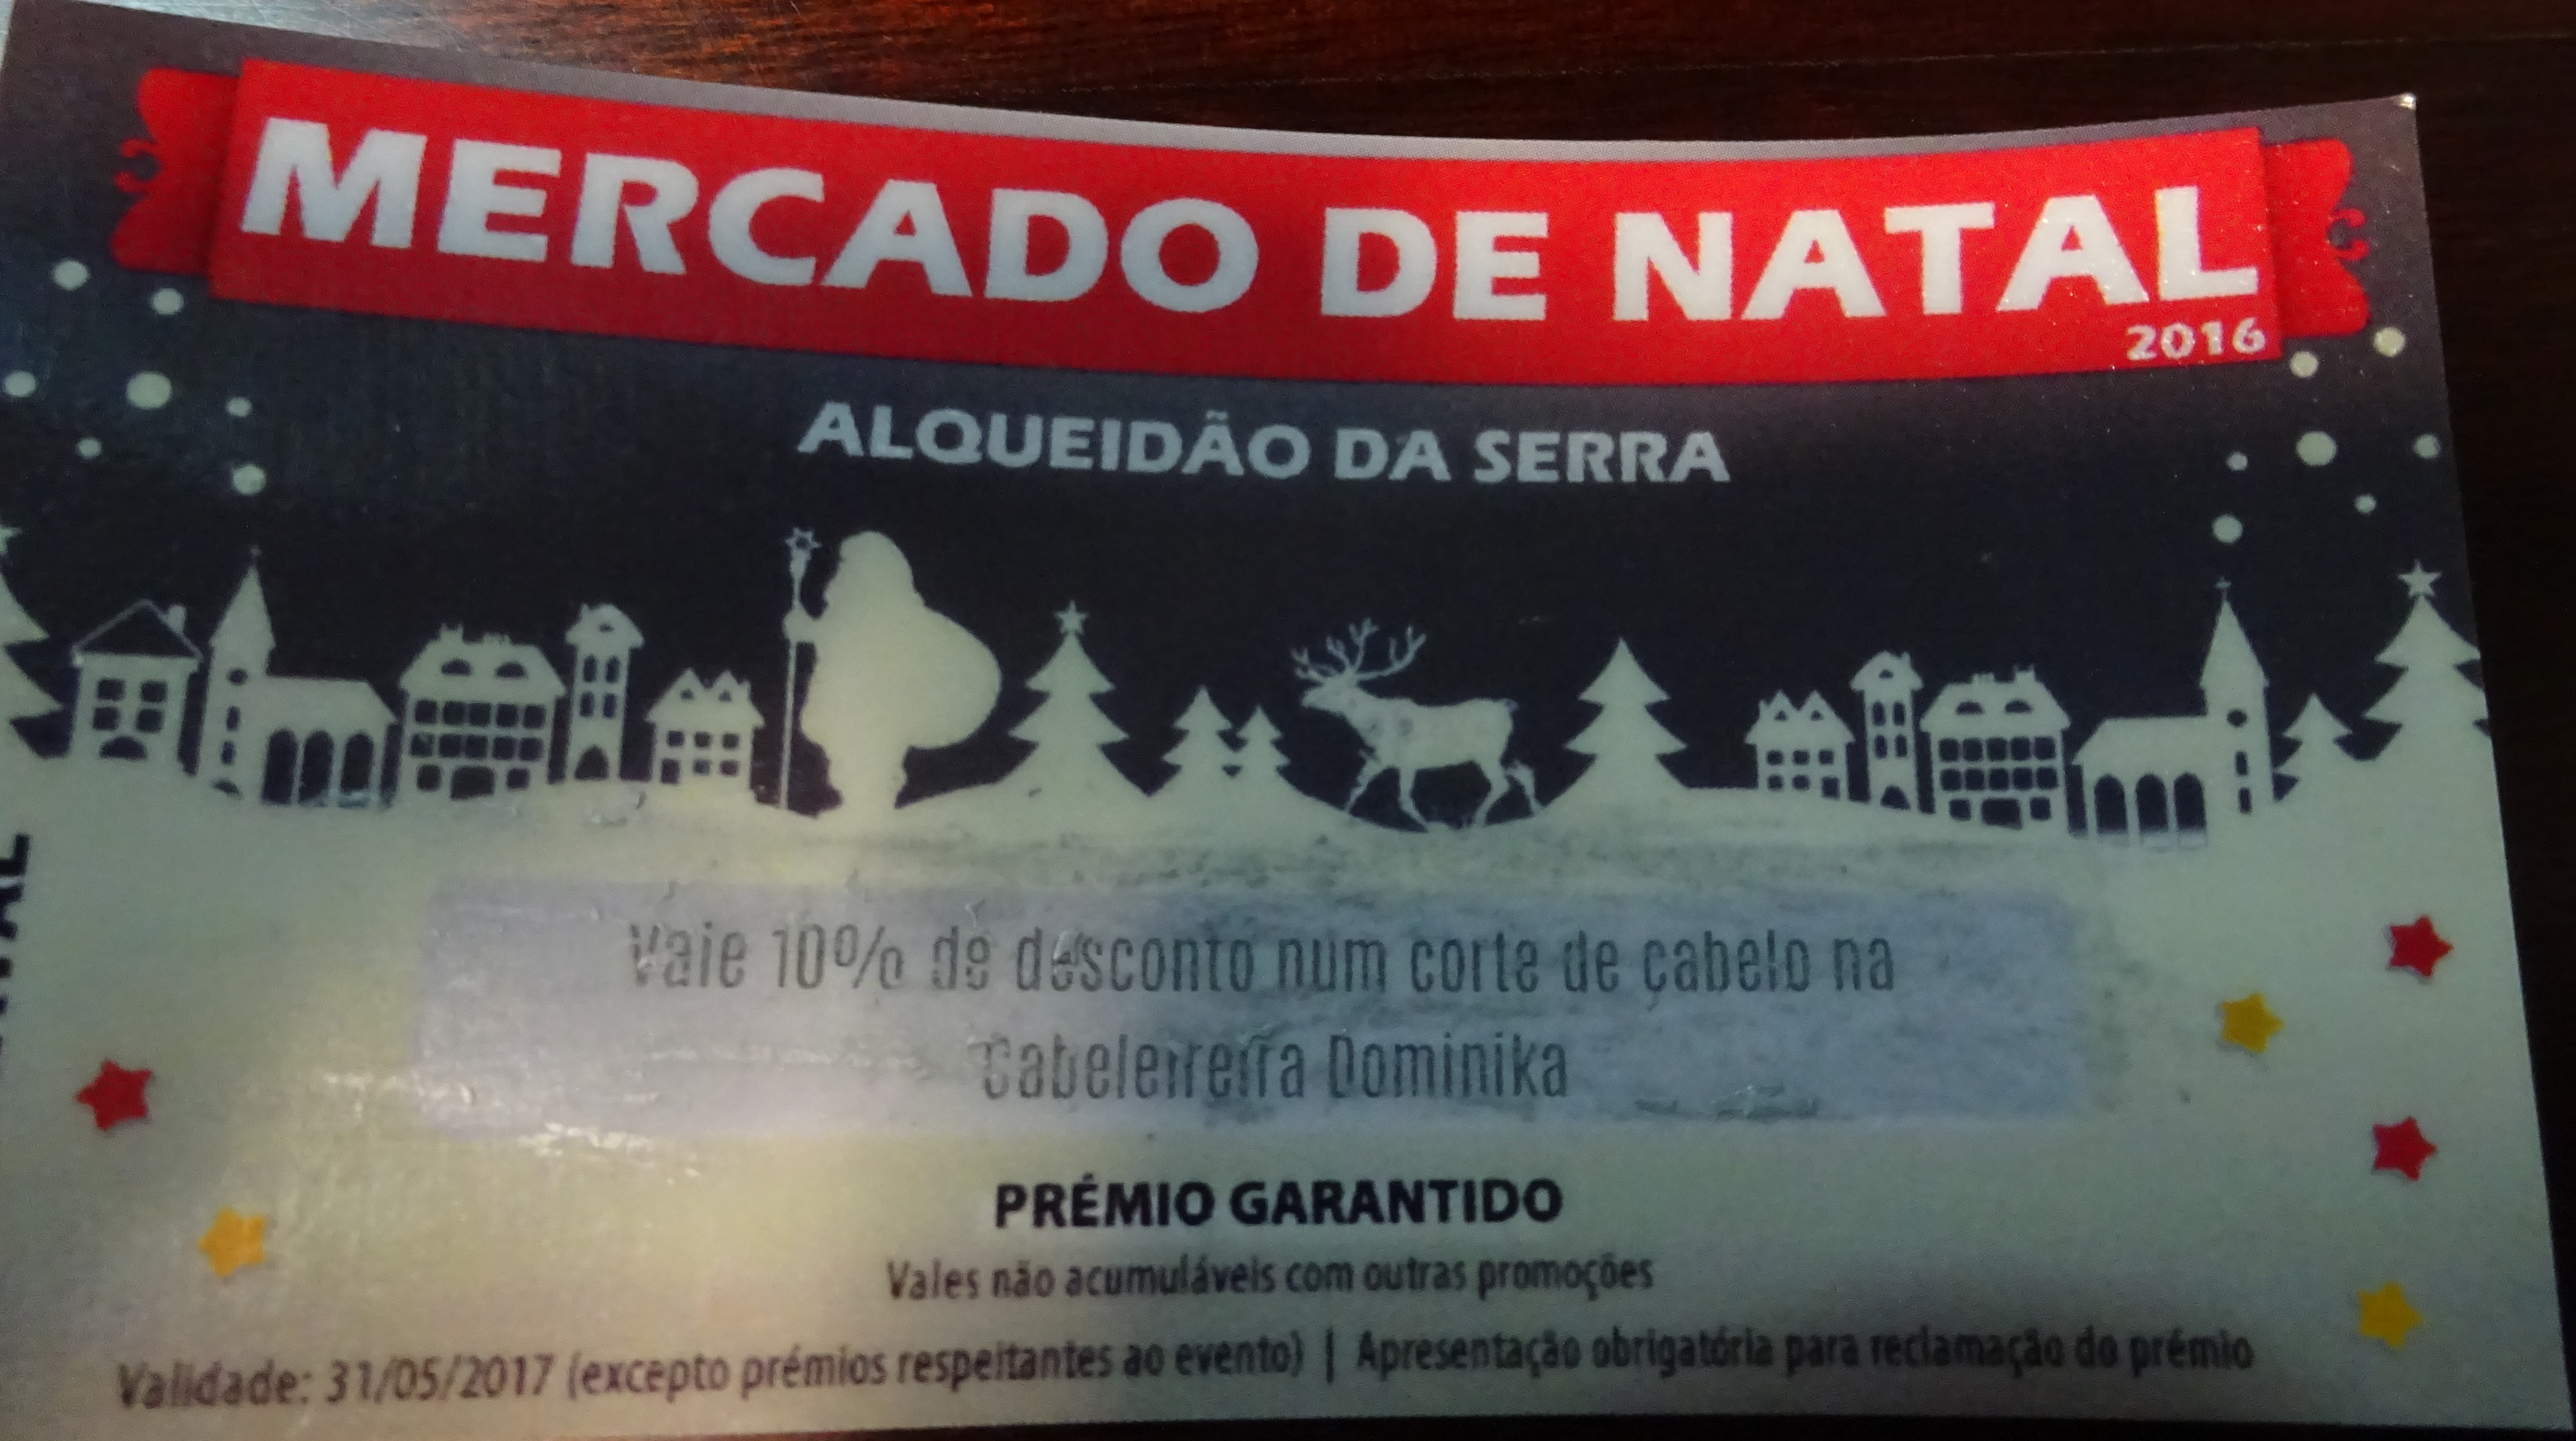 MERCADO DE NATAL
2016
ALQUEIDÃO DA SERRA
Vale 10% de desconto num corte de cabelo na
Cabeleireira Dominika
PRÉMIO GARANTIDO
Vales não acumuláveis com outras promoções
Validade: 31/05/2017 (excepto prémios respeitantes ao evento) | Apresentação obrigatória para reclamação do prémio